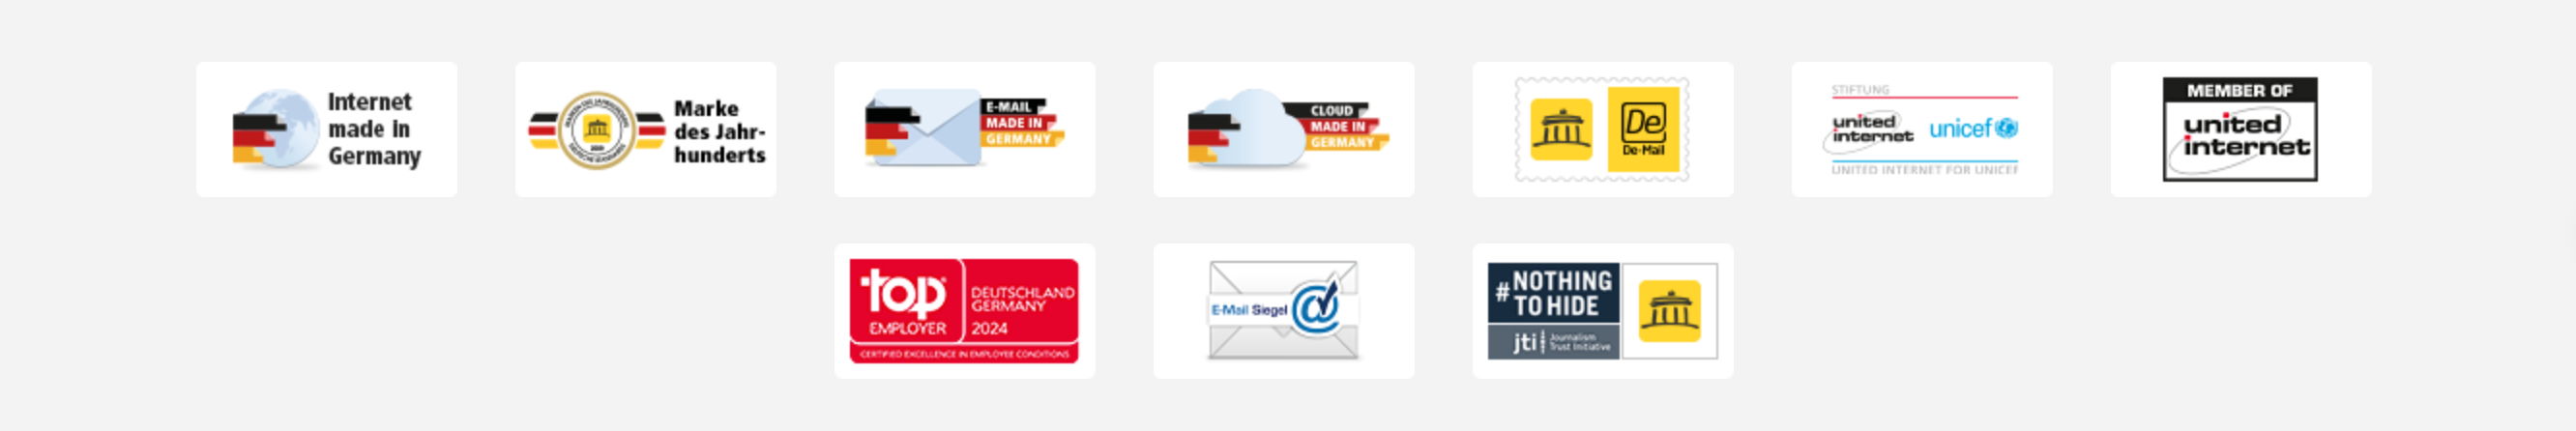 Internet
made in
Germany
Marke
des Jahr-
hunderts
E-MAIL
MADE IN
GERMANY
CLOUD
MADE IN
GERMANY
De
De-Mail
STIFTUNG
united
internet
unicef
UNITED INTERNET FOR UNICEF
MEMBER OF
united
internet
top
EMPLOYER
DEUTSCHLAND
GERMANY
2024
CERTIFIED EXCELLENCE IN EMPLOYEE CONDITIONS
E-Mail Siegel @
#NOTHING
TO HIDE
jti Journalism
Trust Initiative